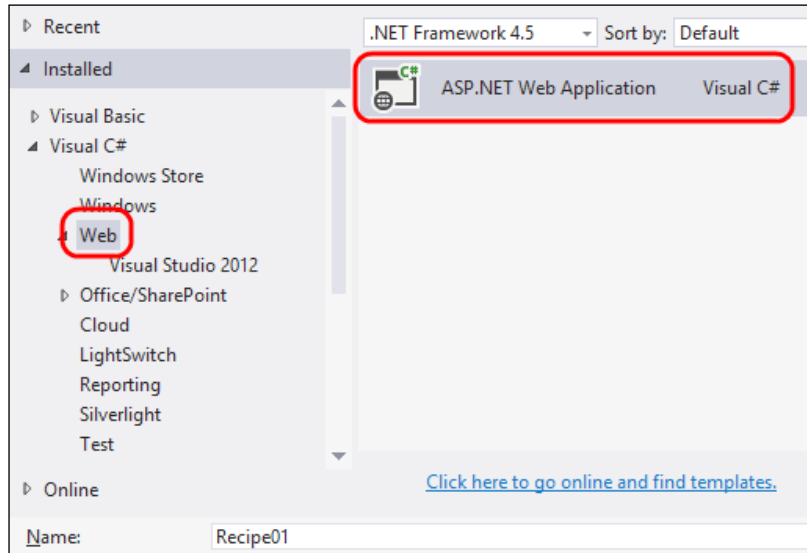 Recent
.NET Framework 4.5 Sort by: Default
Installed
C#
ASP.NET Web Application Visual C#
Visual Basic
Visual C#
Windows Store
Windows
Web
Visual Studio 2012
Office/SharePoint
Cloud
LightSwitch
Reporting
Silverlight
Test
Online
Click here to go online and find templates.
Name: Recipe01